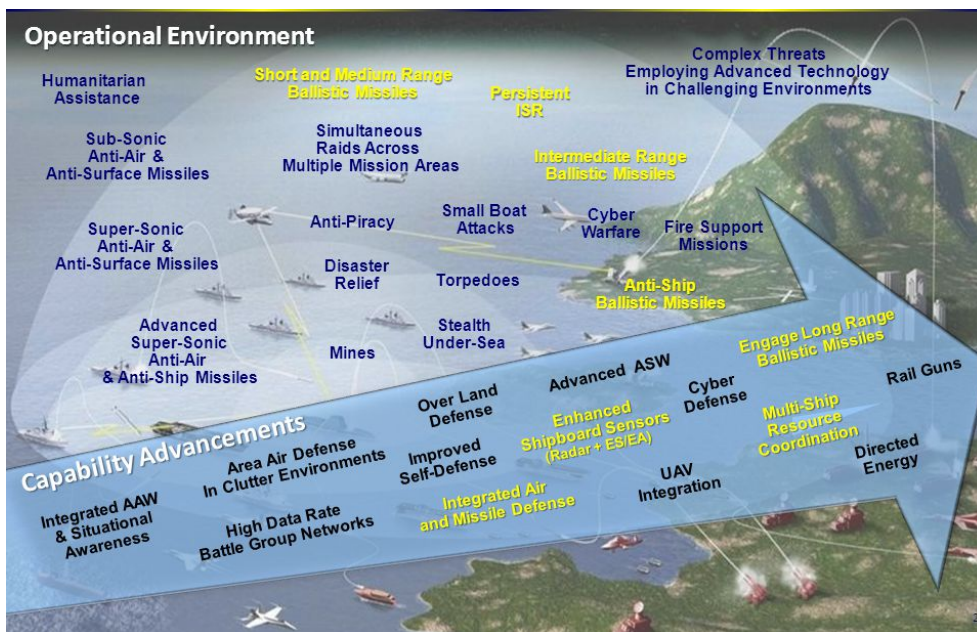 Operational Environment
Humanitarian
Assistance
Short and Medium Range
Ballistic Missiles
Persistent
ISR
Complex Threats
Employing Advanced Technology
in Challenging Environments
Sub-Sonic
Anti-Air &
Anti-Surface Missiles
Simultaneous
Raids Across
Multiple Mission Areas
Intermediate Range
Ballistic Missiles
Super-Sonic
Anti-Air &
Anti-Surface Missiles
Anti-Piracy
Small Boat
Attacks
Cyber
Warfare
Fire Support
Missions
Disaster
Relief
Torpedoes
Anti-Ship
Ballistic Missiles
Advanced
Super-Sonic
Anti-Air
& Anti-Ship Missiles
Mines
Stealth
Under-Sea
Capability Advancements
Integrated AAW
& Situational
Awareness
Area Air Defense
In Clutter Environments
High Data Rate
Battle Group Networks
Over Land
Defense
Improved
Self-Defense
Integrated Air
and Missile Defense
Advanced ASW
Enhanced
Shipboard Sensors
(Radar + ES/EA)
UAV
Integration
Cyber
Defense
Engage Long Range
Ballistic Missiles
Multi-Ship
Resource
Coordination
Rail Guns
Directed
Energy